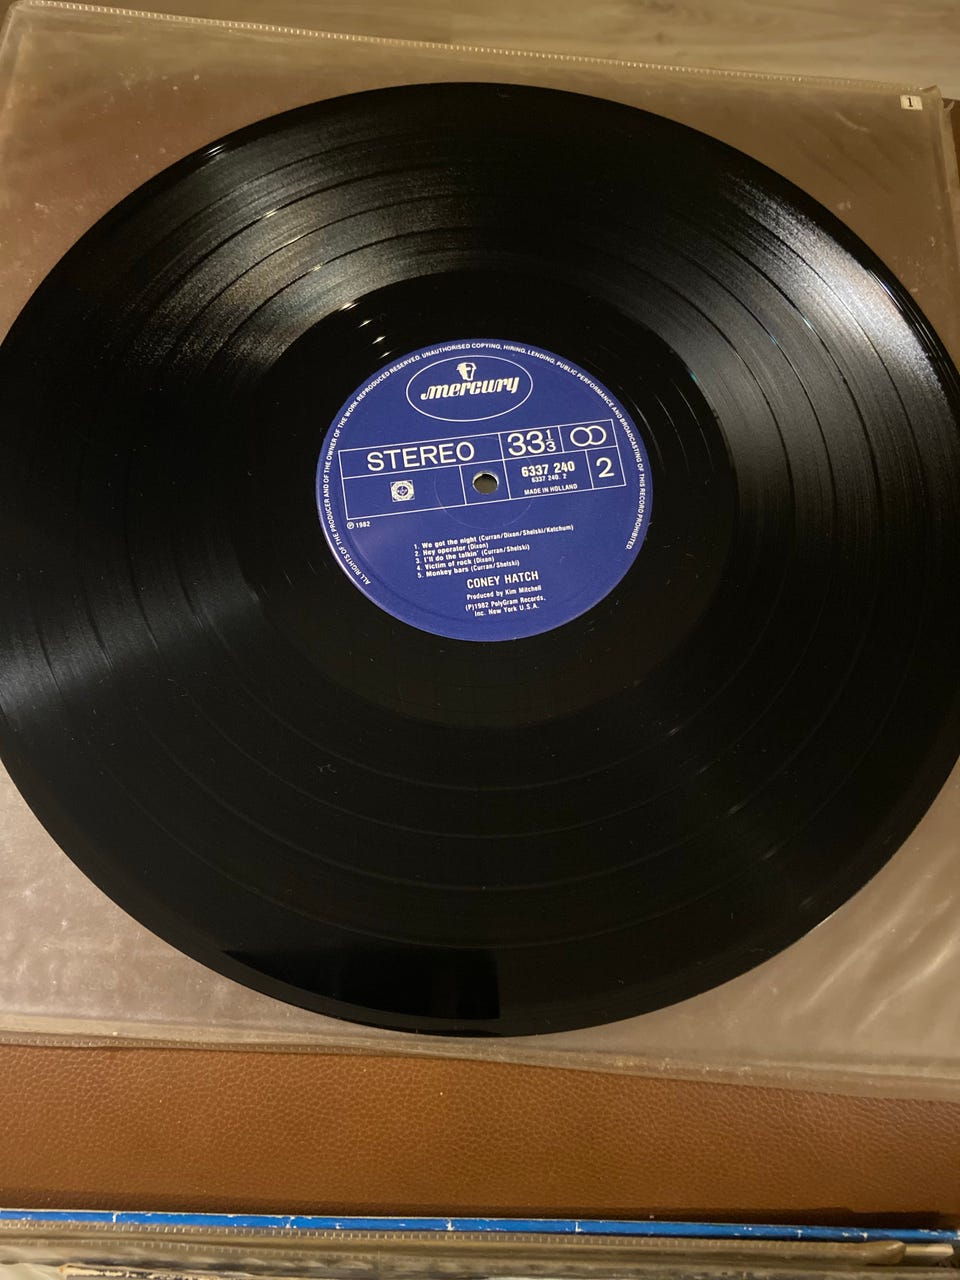 1
ALL RIGHTS OF THE PRODUCER AND OF THE OWNER OF THE WORK REPRODUCED RESERVED. UNAUTHORISED COPYING, HIRING, LENDING, PUBLIC PERFORMANCE AND BROADCASTING OF THIS RECORD PROHIBITED
mercury
STEREO
33 1/3
6337 240
6337 240. 2
MADE IN HOLLAND
2
℗ 1982
1. We got the night (Curran/Dixon/Shelski/Ketchum)
2. Hey operator (Dixon)
3. I'll do the talkin' (Curran/Shelski)
4. Victim of rock (Dixon)
5. Monkey bars (Curran/Shelski)
CONEY HATCH
Produced by Kim Mitchell
(P)1982 PolyGram Records,
Inc. New York U.S.A.